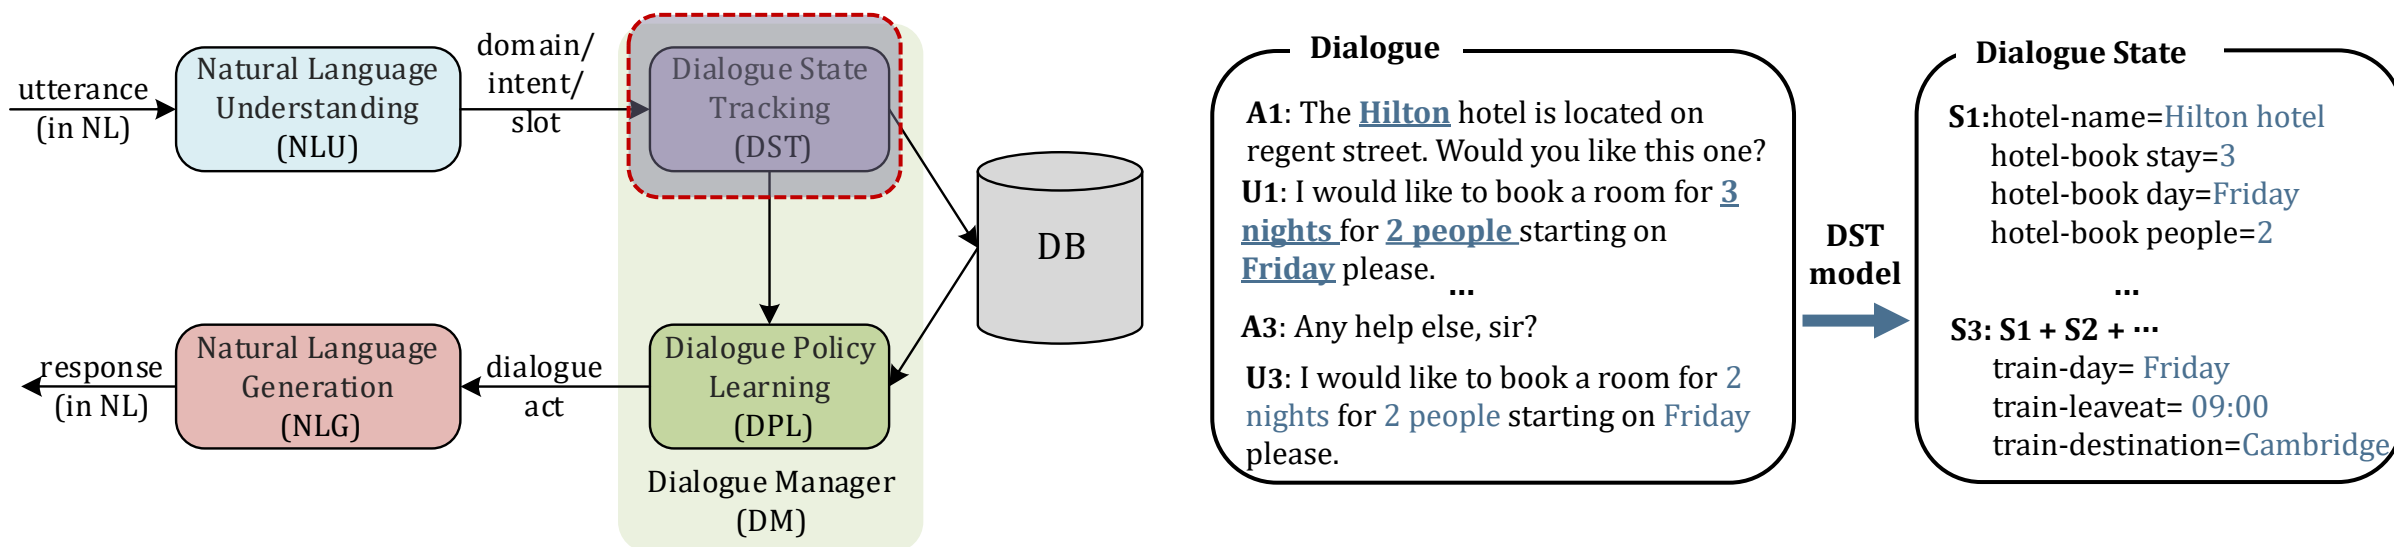 utterance
(in NL)
Natural Language
Understanding
(NLU)
domain/
intent/
slot
Dialogue State
Tracking
(DST)
DB
response
(in NL)
Natural Language
Generation
(NLG)
dialogue
act
Dialogue Policy
Learning
(DPL)
Dialogue Manager
(DM)
Dialogue
A1: The Hilton hotel is located on
regent street. Would you like this one?
U1: I would like to book a room for 3
nights for 2 people starting on
Friday please.
...
A3: Any help else, sir?
U3: I would like to book a room for 2
nights for 2 people starting on Friday
please.
DST
model
Dialogue State
S1:hotel-name=Hilton hotel
hotel-book stay=3
hotel-book day=Friday
hotel-book people=2
...
S3: S1 + S2 + ···
train-day= Friday
train-leaveat= 09:00
train-destination=Cambridge